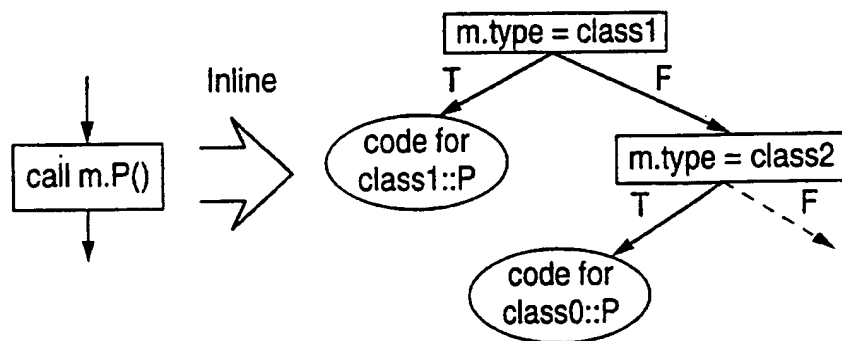 m.type = class1
T
F
Inline
call m.P()
code for
class1::P
m.type = class2
T
F
code for
class0::P